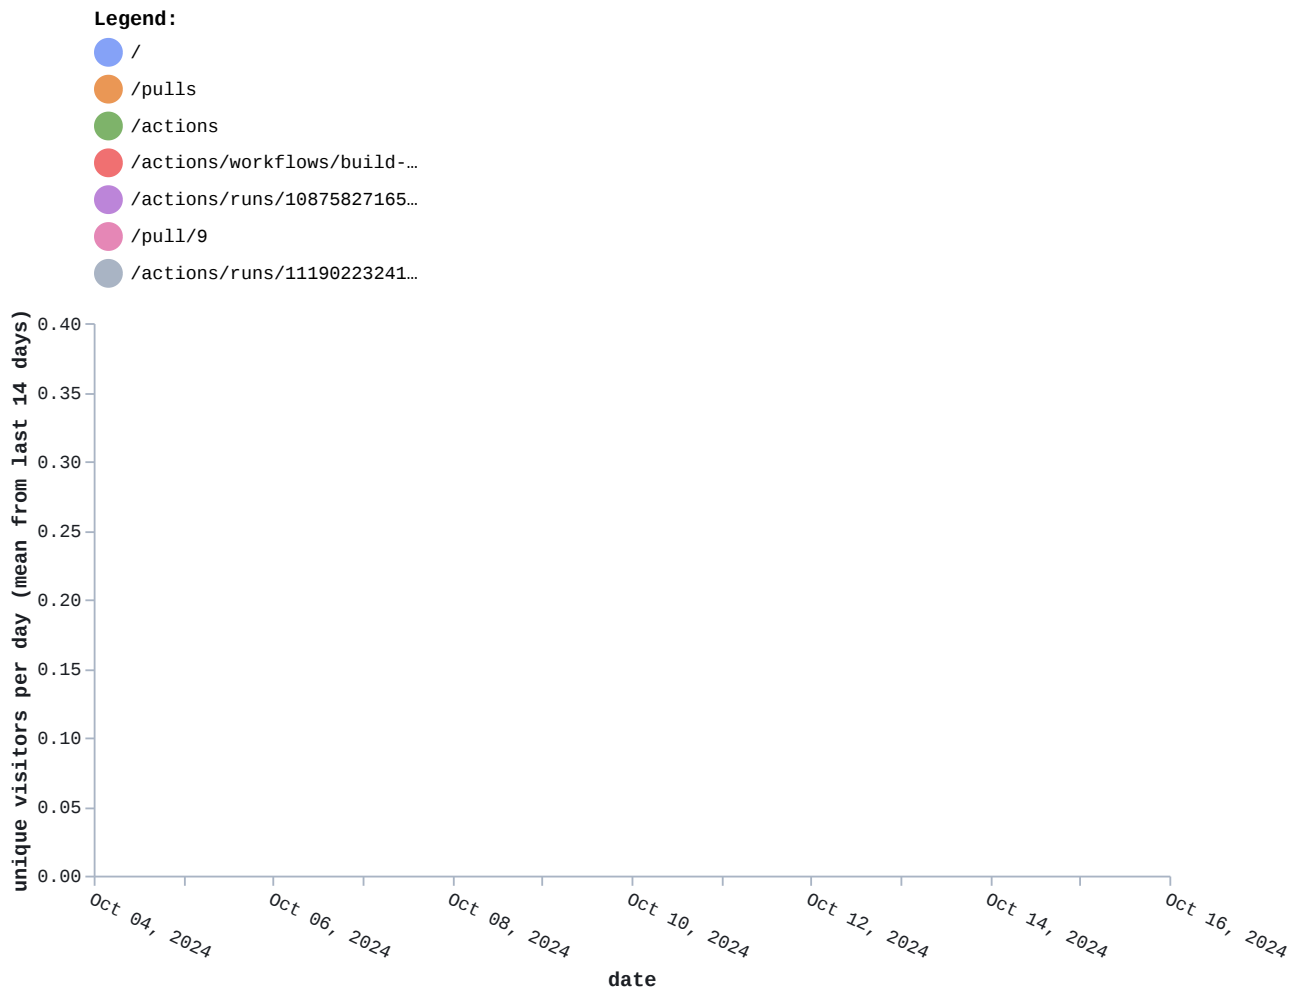 Legend:
/
/pulls
/actions
/actions/workflows/build-…
/actions/runs/10875827165…
/pull/9
/actions/runs/11190223241…
unique visitors per day (mean from last 14 days)
0.40
0.35
0.30
0.25
0.20
0.15
0.10
0.05
0.00
Oct 04, 2024
Oct 06, 2024
Oct 08, 2024
Oct 10, 2024
Oct 12, 2024
Oct 14, 2024
Oct 16, 2024
date